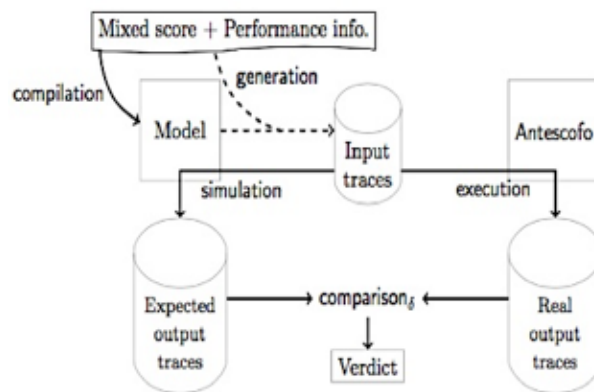 Mixed score + Performance info.
compilation
generation
Model
Input
traces
Antescofo
simulation
execution
Expected
output
traces
comparisonδ
Real
output
traces
Verdict